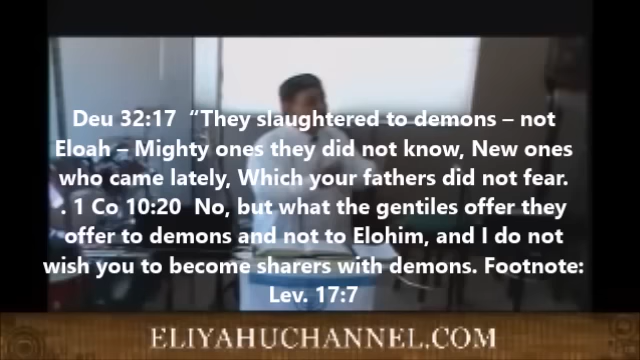 Deu 32:17  “They slaughtered to demons – not
Eloah – Mighty ones they did not know, New ones
who came lately, Which your fathers did not fear.
. 1 Co 10:20  No, but what the gentiles offer they
offer to demons and not to Elohim, and I do not
wish you to become sharers with demons. Footnote:
Lev. 17:7
ELIYAHUCHANNEL.COM